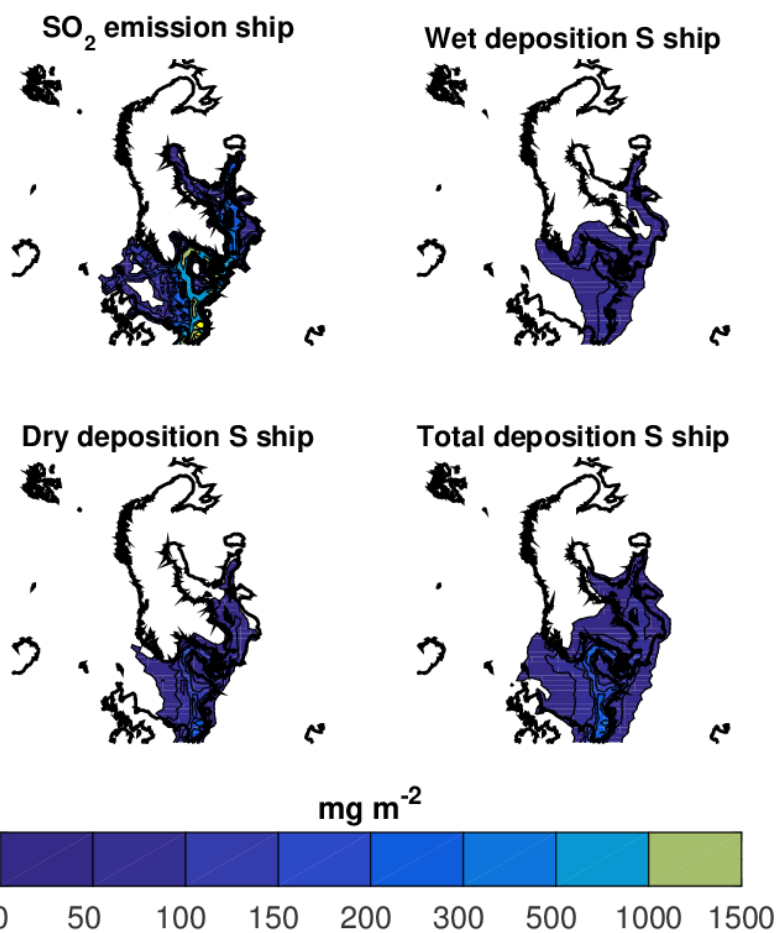 SO2 emission ship
Wet deposition S ship
Dry deposition S ship
Total deposition S ship
mg m-2
0 50 100 150 200 300 500 1000 1500